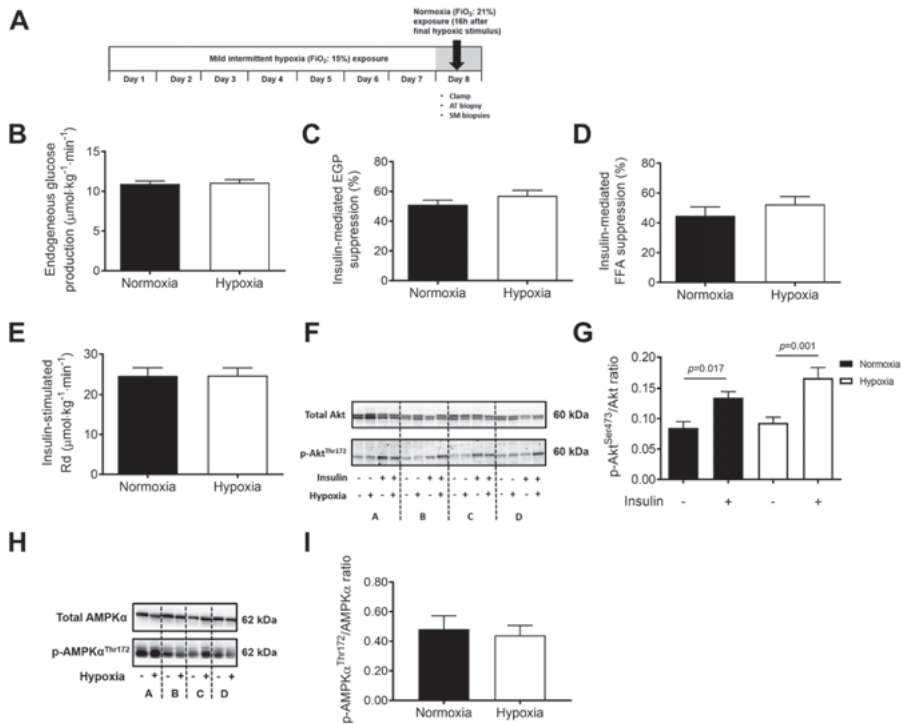 A
Normoxia (FiO₂: 21%)
exposure (16h after
final hypoxic stimulus)
Mild intermittent hypoxia (FiO₂: 15%) exposure
Day 1 Day 2 Day 3 Day 4 Day 5 Day 6 Day 7 Day 8
• Clamp
• AT biopsy
• SM biopsies
B
Endogeneous glucose
production (μmol·kg⁻¹·min⁻¹)
15
10
5
0
Normoxia Hypoxia
C
Insulin-mediated EGP
suppression (%)
80
60
40
20
0
Normoxia Hypoxia
D
Insulin-mediated
FFA suppression (%)
80
60
40
20
0
Normoxia Hypoxia
E
Insulin-stimulated
Rd (μmol·kg⁻¹·min⁻¹)
30
20
10
0
Normoxia Hypoxia
F
Total Akt 60 kDa
p-Aktᵀʰʳ¹⁷² 60 kDa
Insulin - - + + - - + + - - + + - - + +
Hypoxia - + - + - + - + - + - + - + - +
A B C D
G
p-Akt^Ser473/Akt ratio
0.20
0.15
0.10
0.05
0.00
p=0.017
p=0.001
Normoxia
Hypoxia
Insulin - + - +
H
Total AMPKα 62 kDa
p-AMPKαᵀʰʳ¹⁷² 62 kDa
Hypoxia - + - + - + - +
A B C D
I
p-AMPKαᵀʰʳ¹⁷²/AMPKα ratio
0.80
0.60
0.40
0.20
0.00
Normoxia Hypoxia